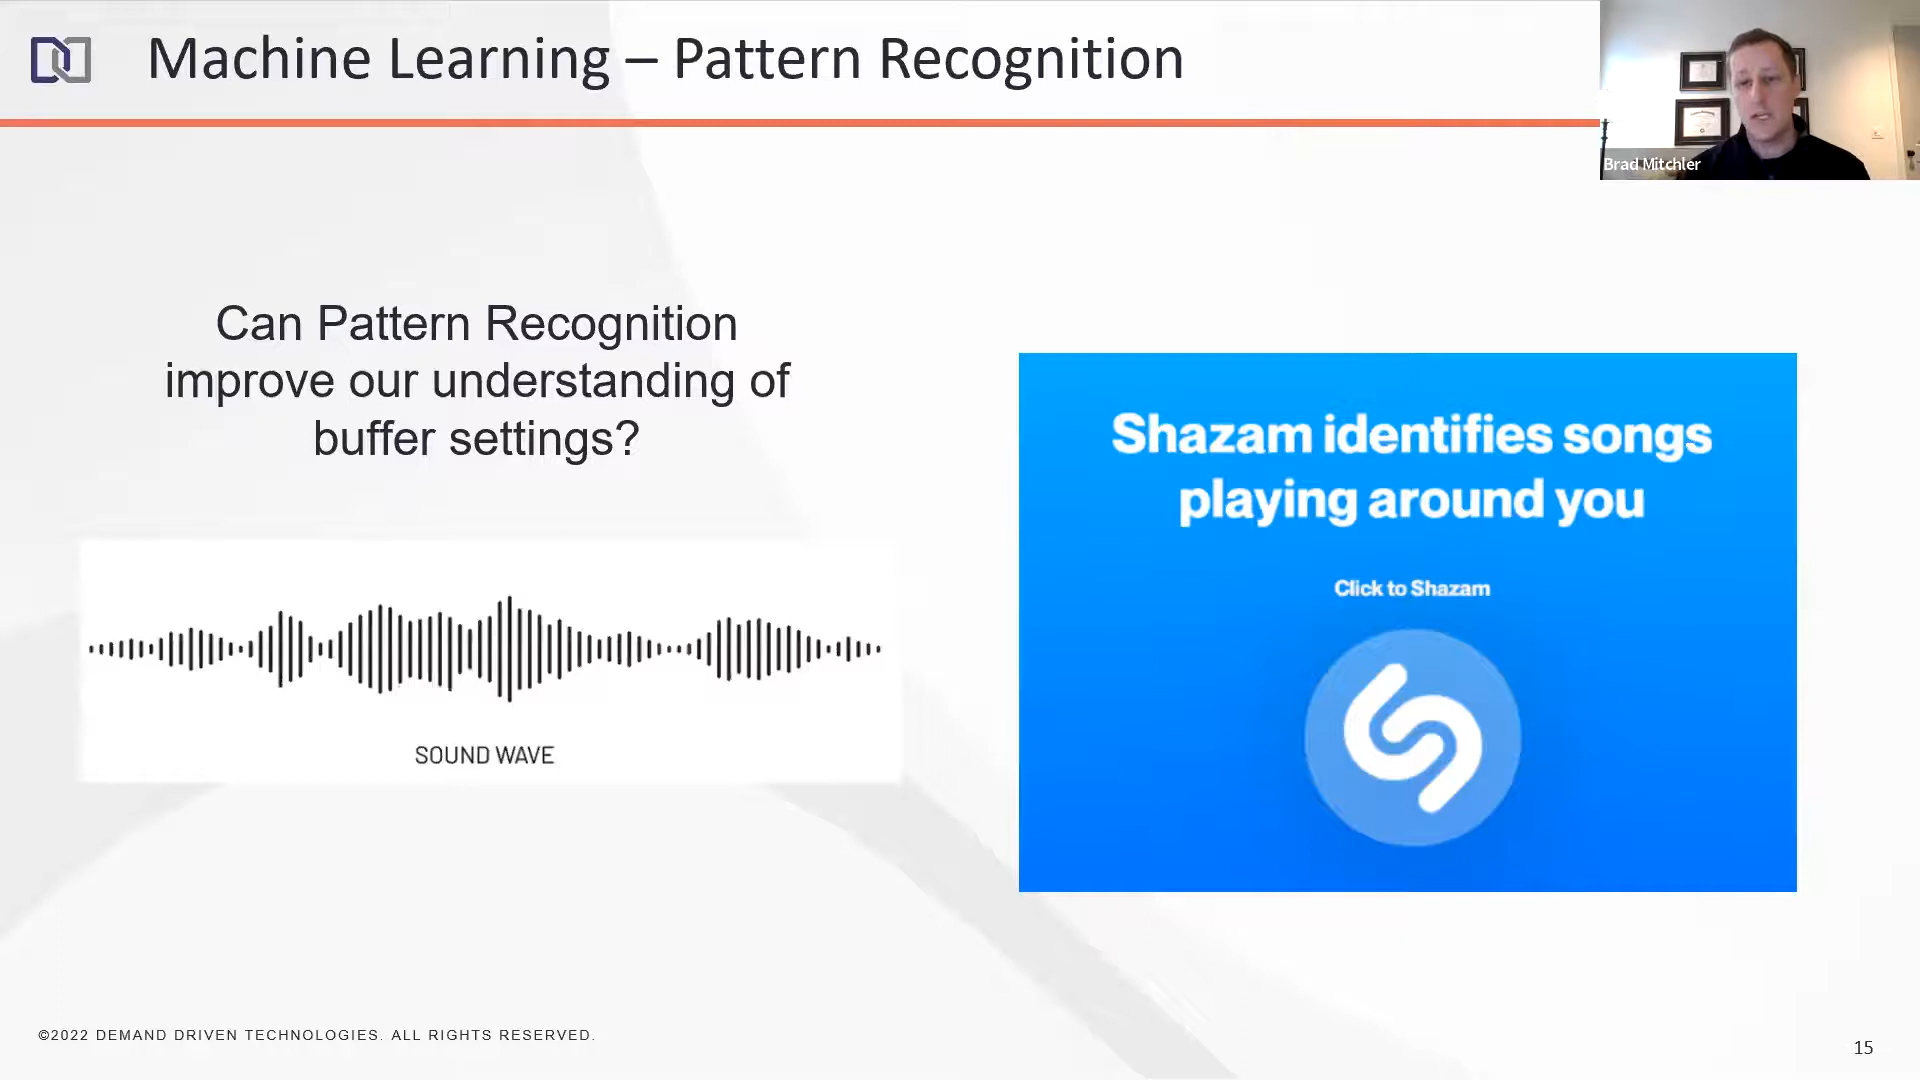 Machine Learning – Pattern Recognition
Brad Mitchler
Can Pattern Recognition
improve our understanding of
buffer settings?
SOUND WAVE
Shazam identifies songs
playing around you
Click to Shazam
©2022 DEMAND DRIVEN TECHNOLOGIES. ALL RIGHTS RESERVED.
15